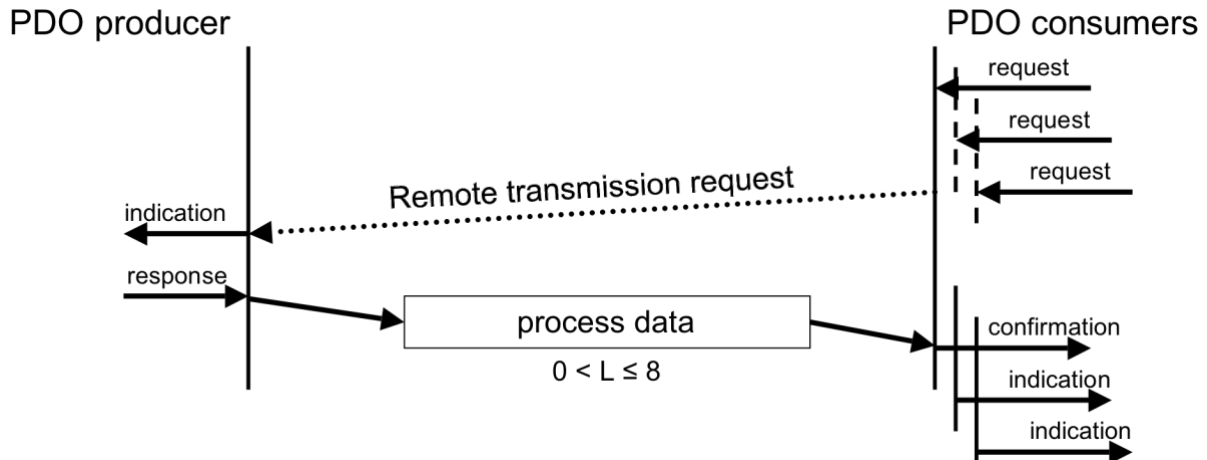 PDO producer
PDO consumers
request
request
request
Remote transmission request
indication
response
process data
0 < L ≤ 8
confirmation
indication
indication